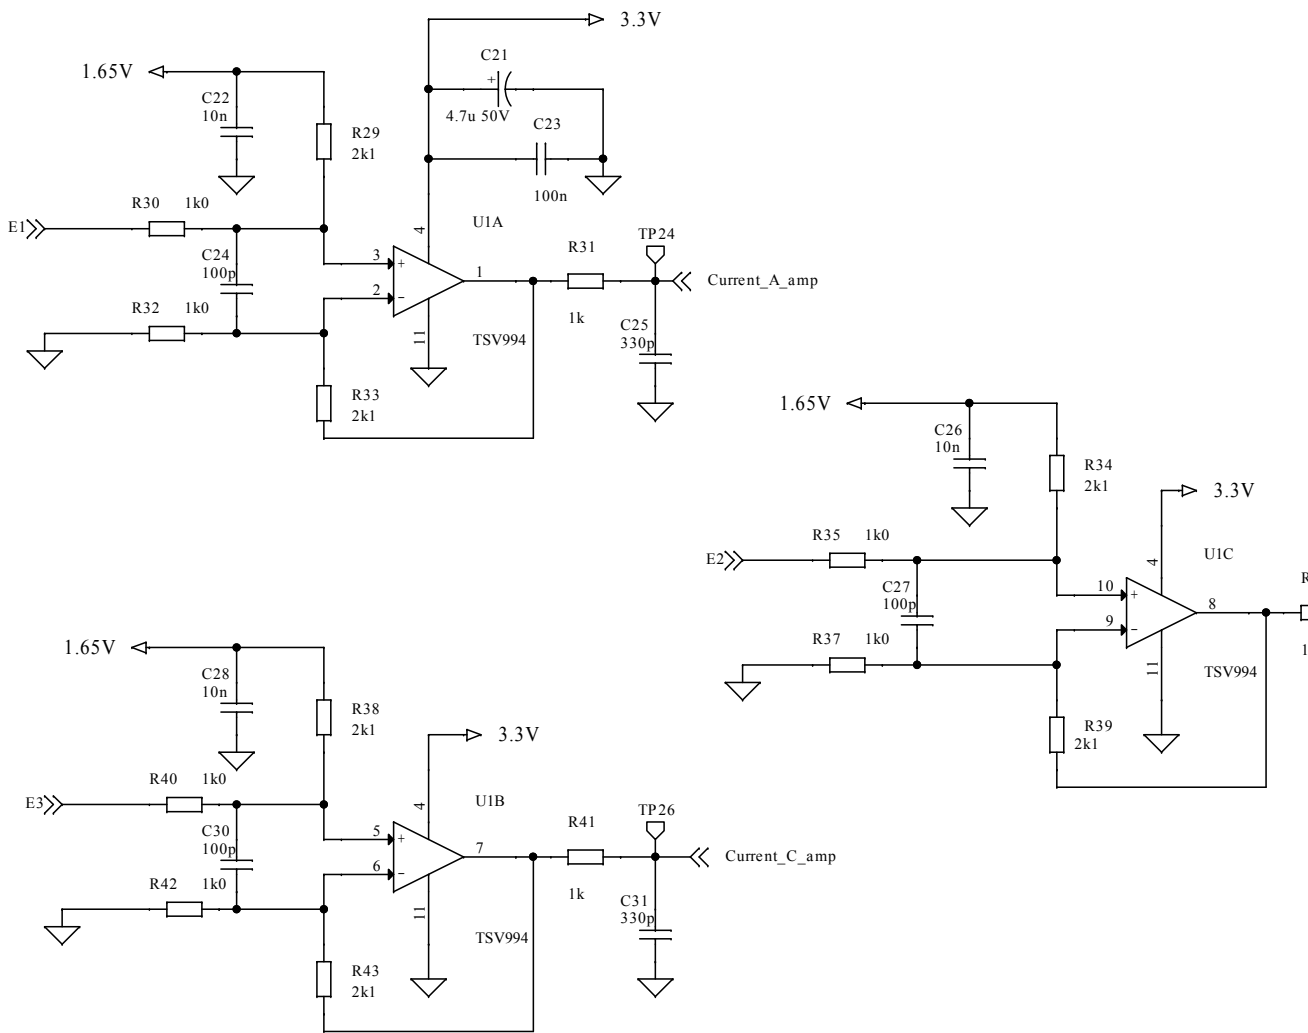 3.3V
C21
+
4.7u 50V
C23
100n
1.65V
C22
10n
R29
2k1
R30 1k0
E1
C24
100p
R32 1k0
4
U1A
3
+
2
−
1
11
TSV994
R31
1k
TP24
Current_A_amp
C25
330p
R33
2k1
1.65V
C26
10n
R34
2k1
3.3V
R35 1k0
E2
C27
100p
R37 1k0
4
U1C
10
+
9
−
8
11
TSV994
R
1
R39
2k1
1.65V
C28
10n
R38
2k1
3.3V
R40 1k0
E3
C30
100p
R42 1k0
4
U1B
5
+
6
−
7
11
TSV994
R41
1k
TP26
Current_C_amp
C31
330p
R43
2k1